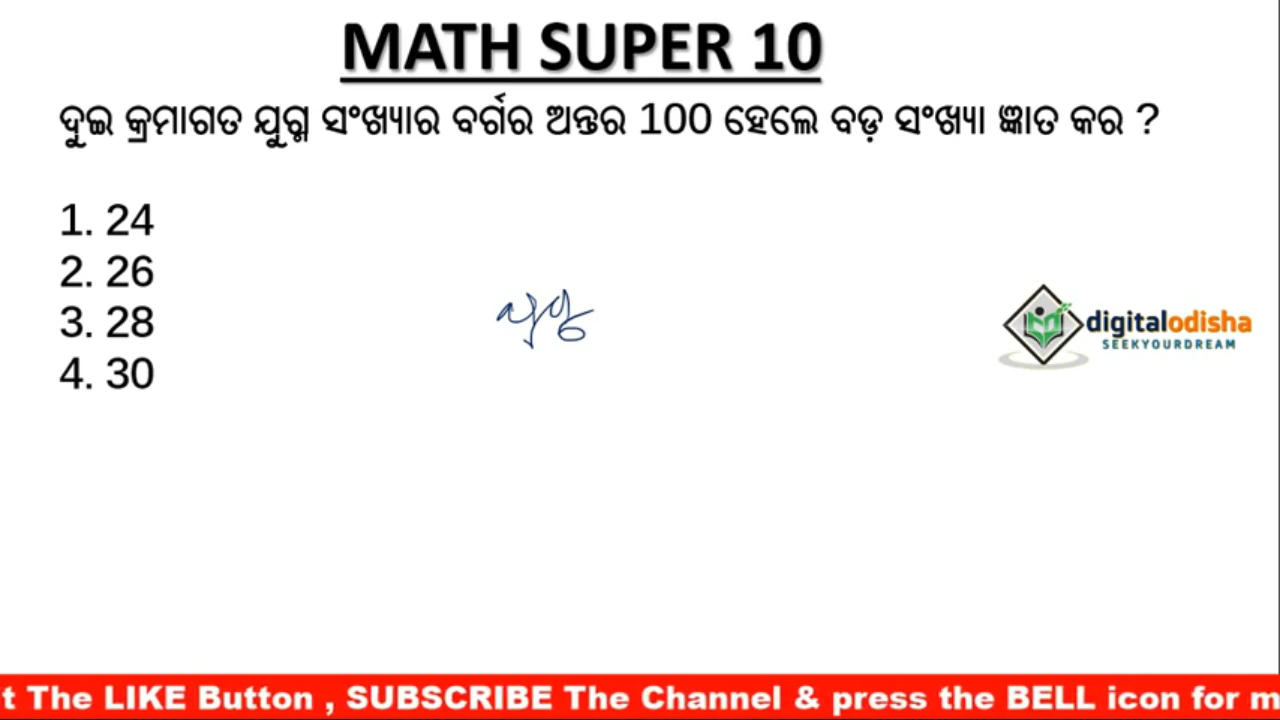 MATH SUPER 10
ଦୁଇ କ୍ରମାଗତ ଯୁଗ୍ମ ସଂଖ୍ୟାର ବର୍ଗର ଅନ୍ତର 100 ହେଲେ ବଡ଼ ସଂଖ୍ୟା ଜ୍ଞାତ କର ?
1. 24
2. 26
3. 28
4. 30
ଯୁଗ୍ମ
digitalodisha
SEEKYOURDREAM
t The LIKE Button , SUBSCRIBE The Channel & press the BELL icon for m